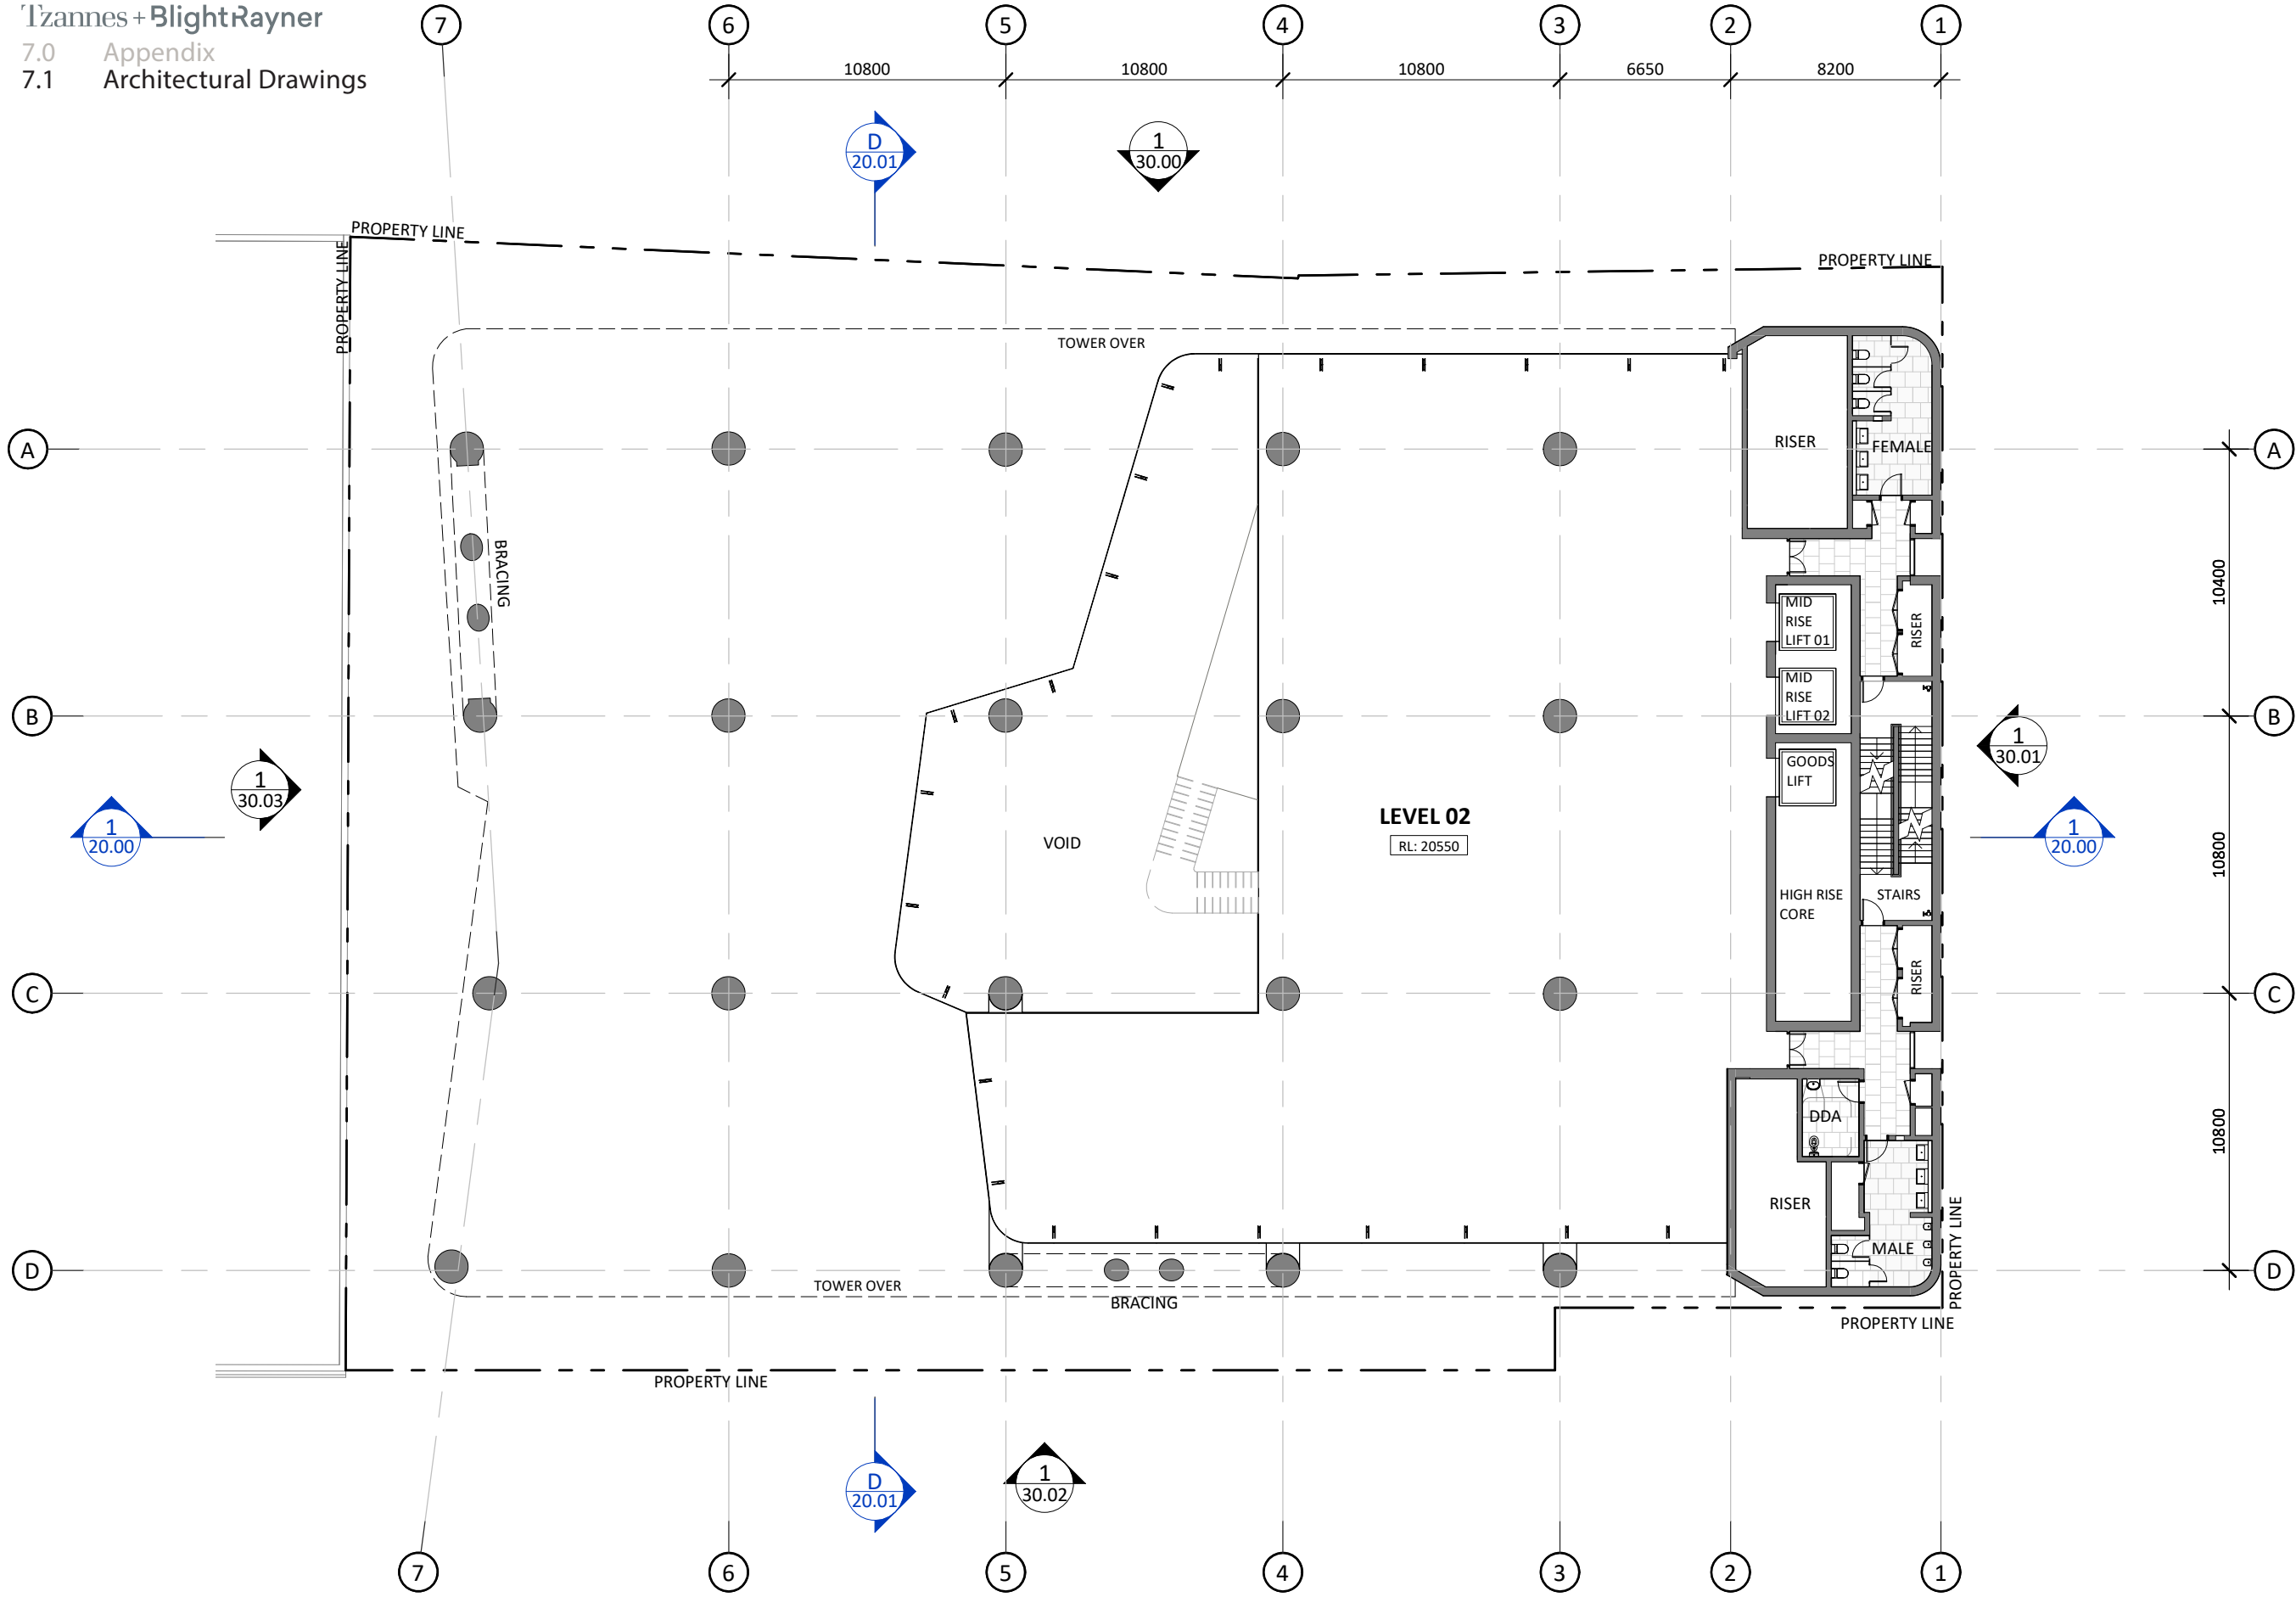 Tzannes + BlightRayner
7.0 Appendix
7.1 Architectural Drawings
7 6 5 4 3 2 1
10800 10800 10800 6650 8200
D
20.01
1
30.00
PROPERTY LINE
PROPERTY LINE
PROPERTY LINE
TOWER OVER
A
RISER
FEMALE
A
BRACING
10400
MID
RISE
LIFT 01
RISER
MID
RISE
LIFT 02
B
B
1
30.03
1
30.01
GOODS
LIFT
1
20.00
LEVEL 02
RL: 20550
VOID
1
20.00
10800
HIGH RISE
CORE
STAIRS
RISER
C
C
DDA
10800
RISER
MALE
PROPERTY LINE
D
D
TOWER OVER
BRACING
PROPERTY LINE
PROPERTY LINE
D
20.01
1
30.02
7 6 5 4 3 2 1